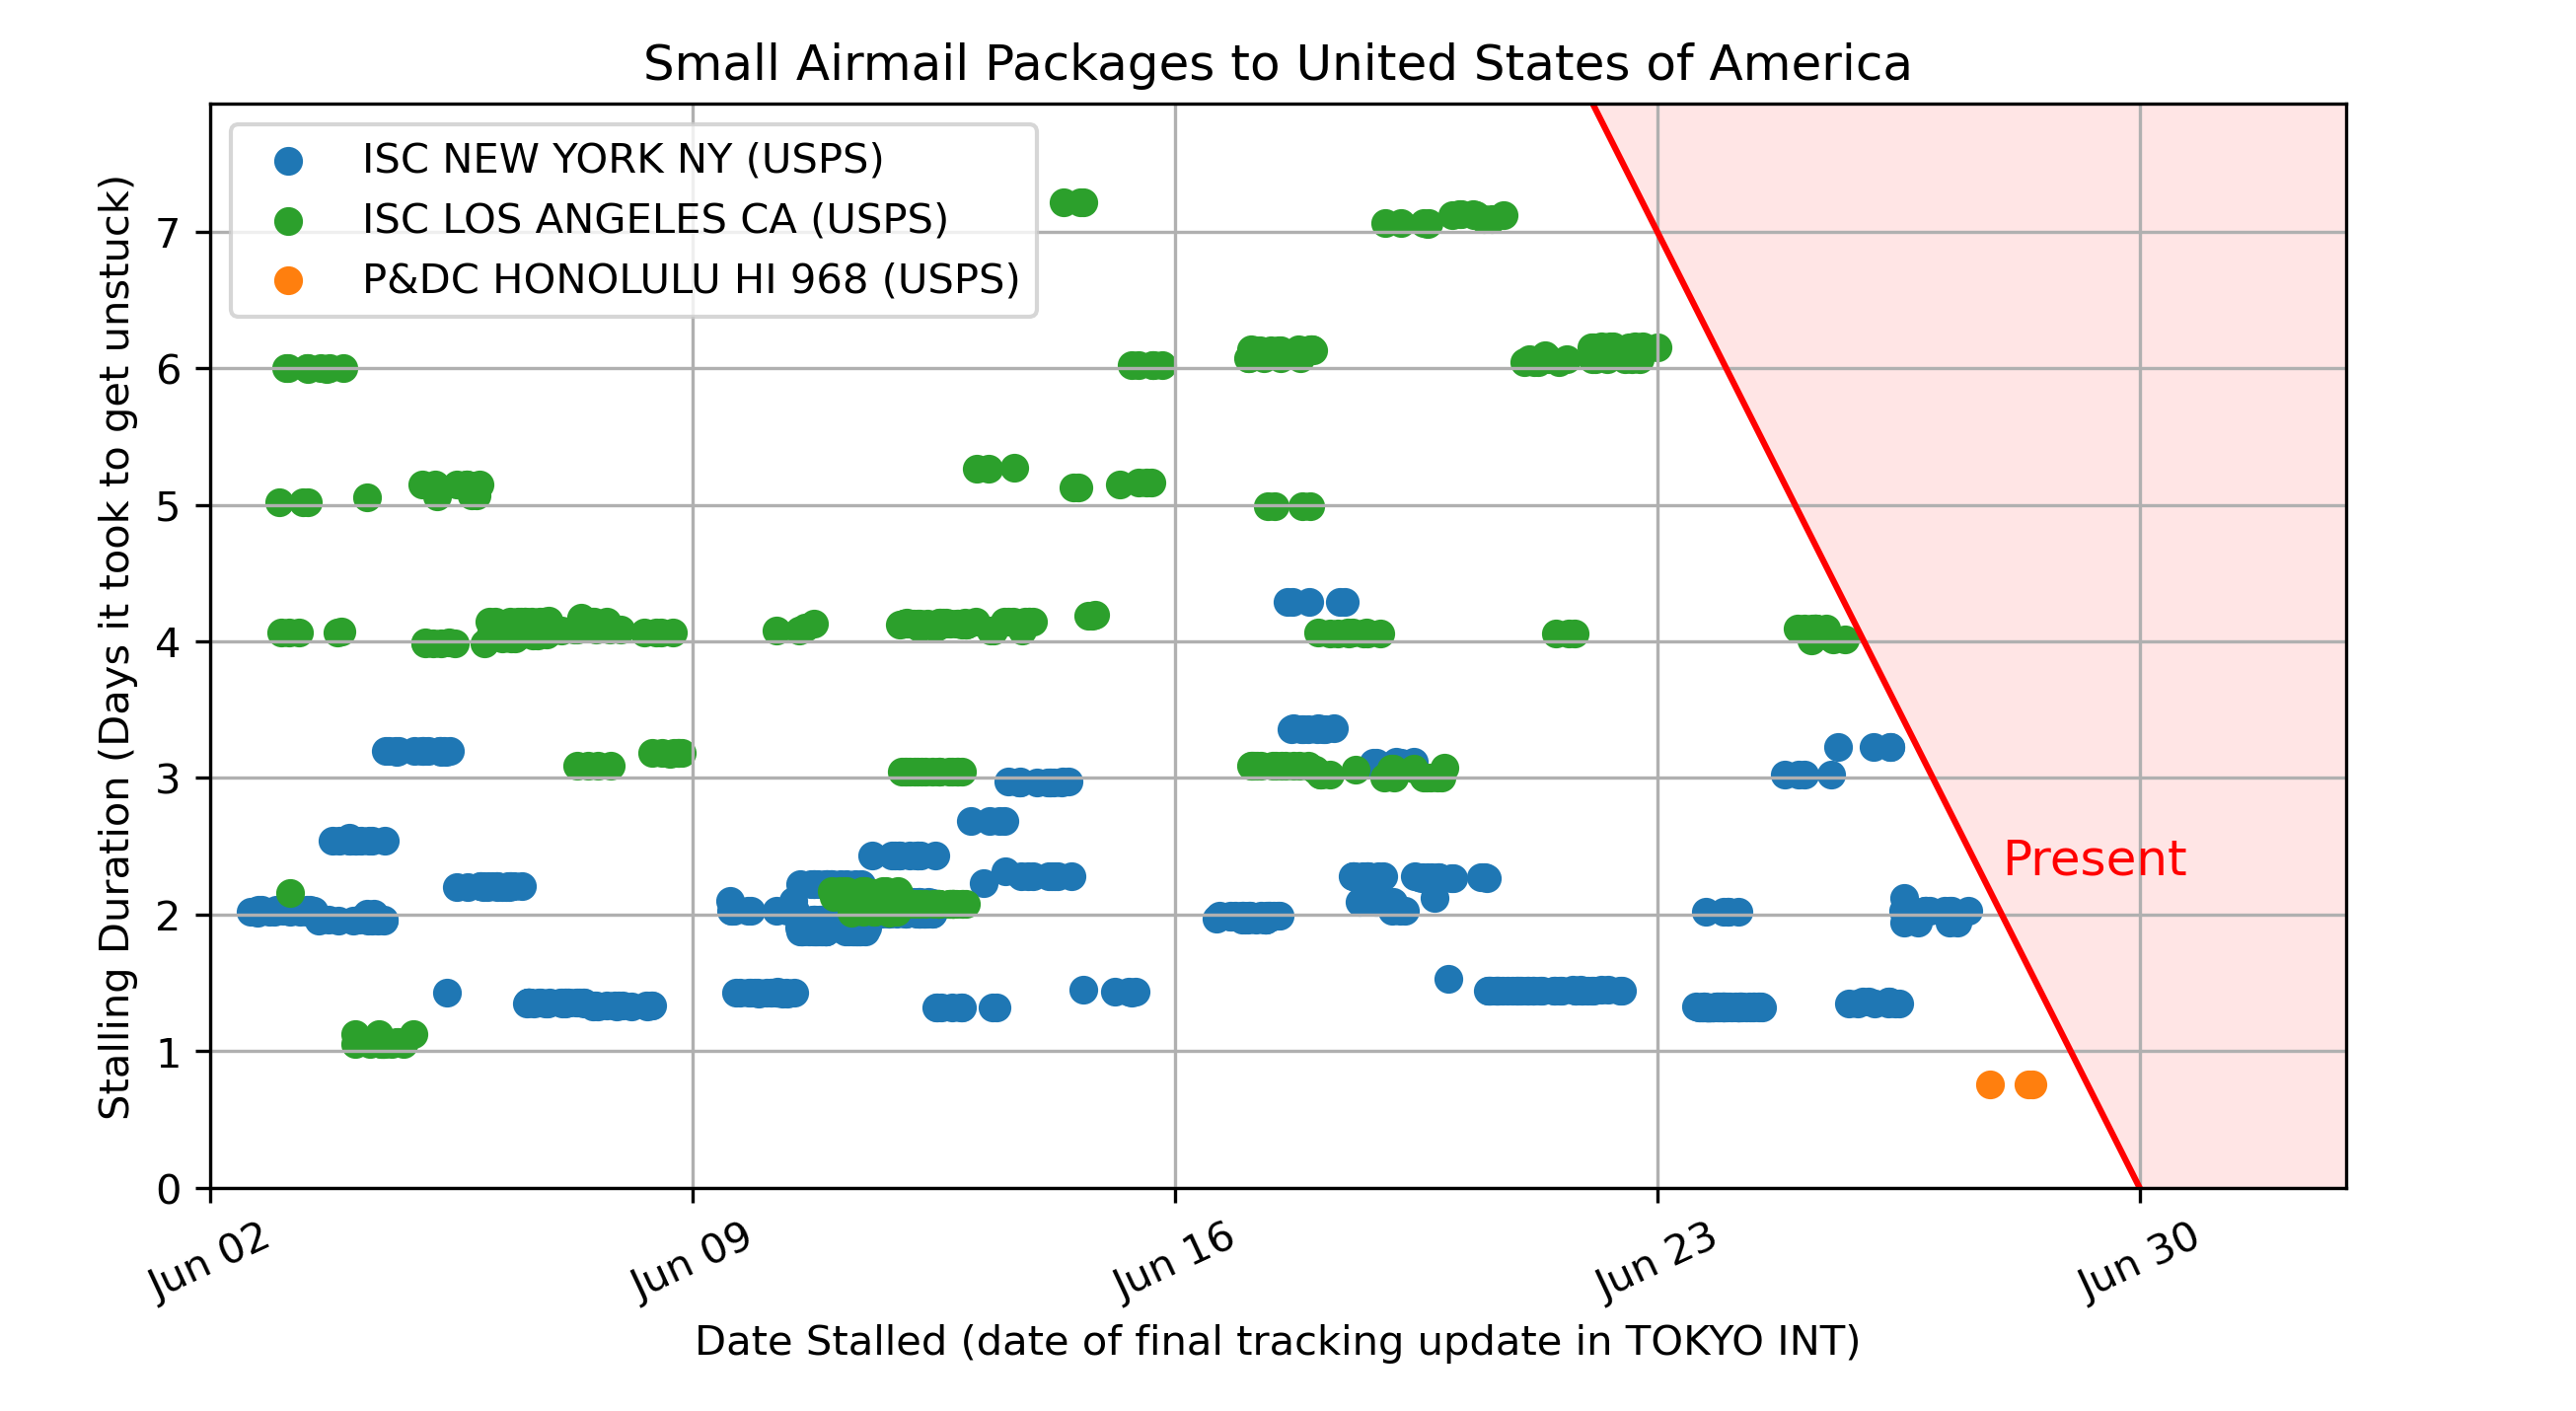 Small Airmail Packages to United States of America
ISC NEW YORK NY (USPS)
ISC LOS ANGELES CA (USPS)
P&DC HONOLULU HI 968 (USPS)
Stalling Duration (Days it took to get unstuck)
7
6
5
4
3
2
1
0
Present
Jun 02
Jun 09
Jun 16
Jun 23
Jun 30
Date Stalled (date of final tracking update in TOKYO INT)